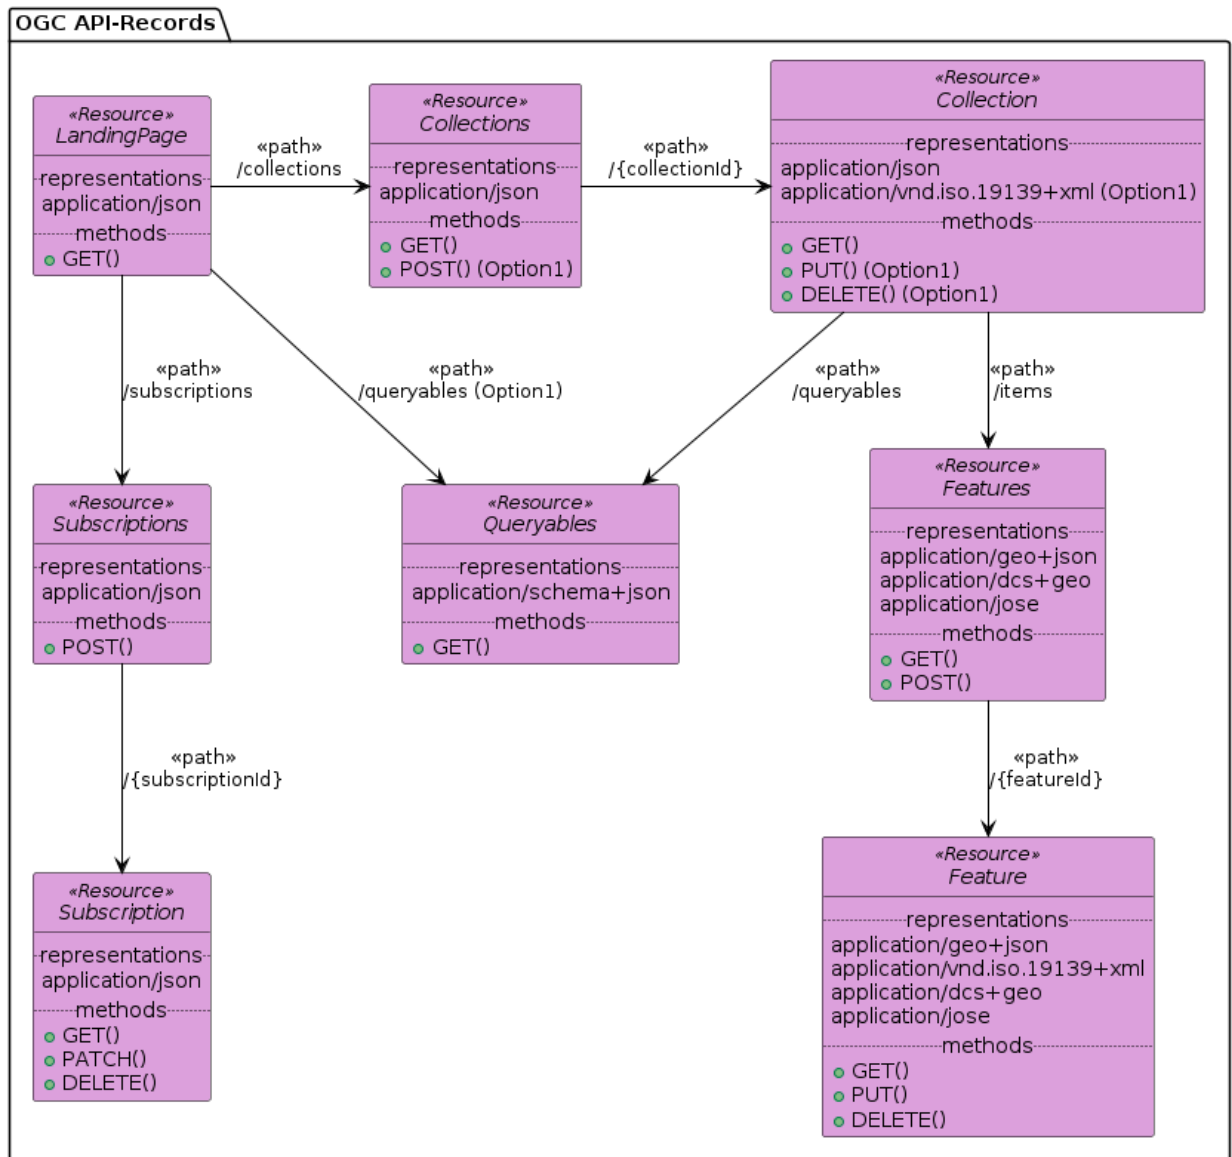 OGC API-Records
«Resource»
LandingPage
representations
application/json
methods
GET()
«path»
/collections
«Resource»
Collections
representations
application/json
methods
GET()
POST() (Option1)
«path»
/{collectionId}
«Resource»
Collection
representations
application/json
application/vnd.iso.19139+xml (Option1)
methods
GET()
PUT() (Option1)
DELETE() (Option1)
«path»
/subscriptions
«path»
/queryables (Option1)
«path»
/queryables
«path»
/items
«Resource»
Subscriptions
representations
application/json
methods
POST()
«Resource»
Queryables
representations
application/schema+json
methods
GET()
«Resource»
Features
representations
application/geo+json
application/dcs+geo
application/jose
methods
GET()
POST()
«path»
/{subscriptionId}
«path»
/{featureId}
«Resource»
Subscription
representations
application/json
methods
GET()
PATCH()
DELETE()
«Resource»
Feature
representations
application/geo+json
application/vnd.iso.19139+xml
application/dcs+geo
application/jose
methods
GET()
PUT()
DELETE()